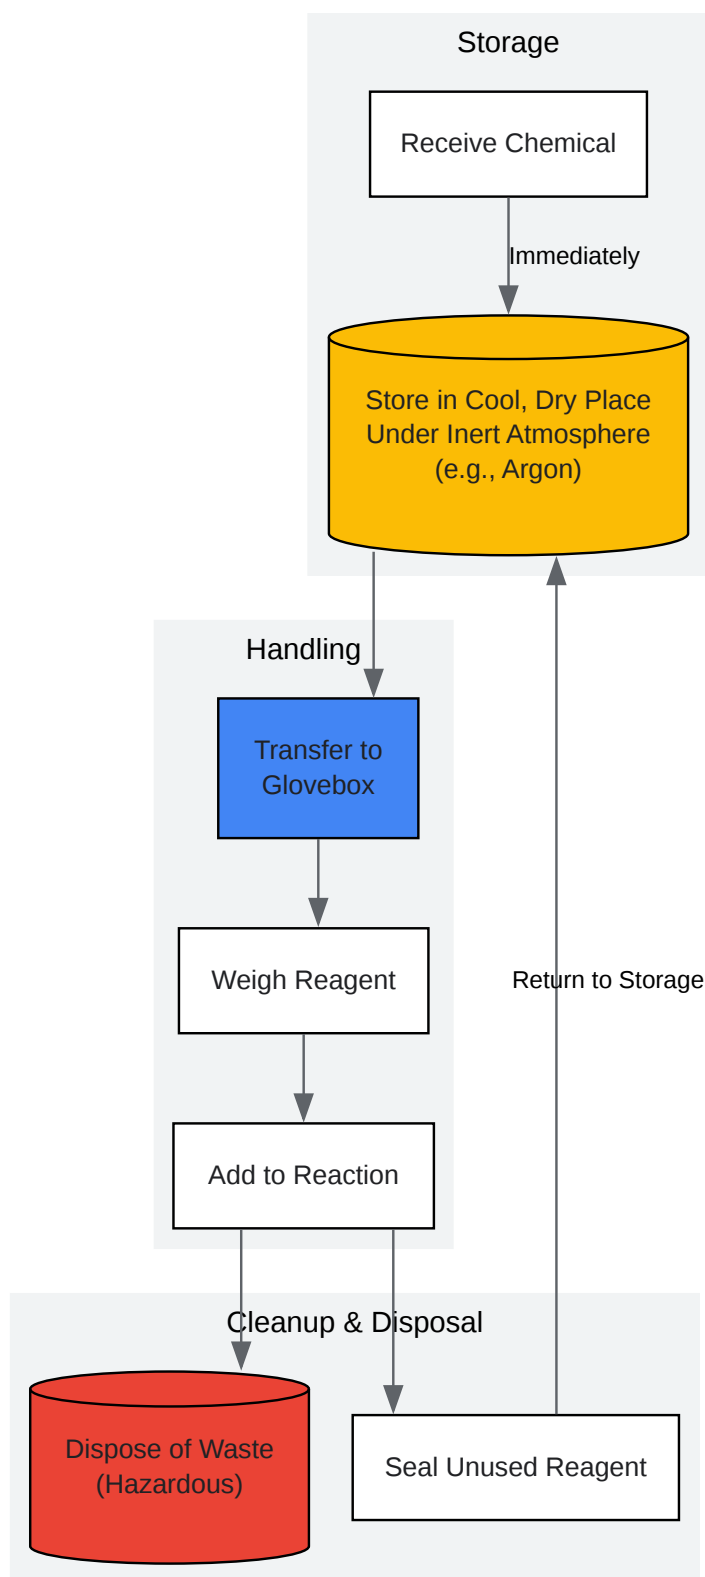 Storage
Receive Chemical
Immediately
Store in Cool, Dry Place
Under Inert Atmosphere
(e.g., Argon)
Handling
Transfer to
Glovebox
Weigh Reagent
Return to Storage
Add to Reaction
Cleanup & Disposal
Dispose of Waste
(Hazardous)
Seal Unused Reagent